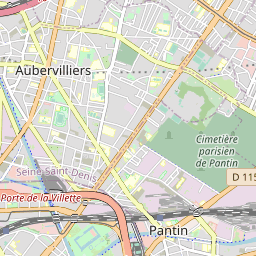 Aubervilliers
Cimetière
parisien
de Pantin
D 115
Seine-Saint-Denis
Porte de la Villette
Pantin